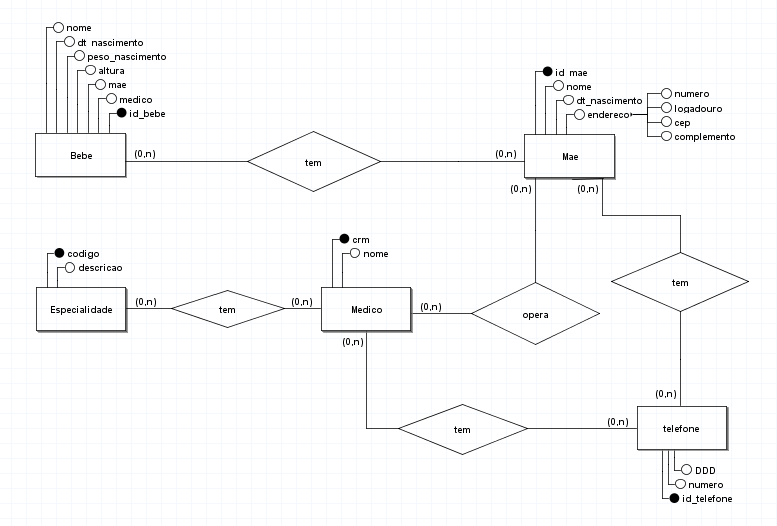 nome
dt_nascimento
peso_nascimento
altura
mae
medico
id_bebe
Bebe
(0,n)
tem
(0,n)
id_mae
nome
dt_nascimento
endereco
numero
logadouro
cep
complemento
Mae
(0,n)
(0,n)
codigo
descricao
Especialidade
(0,n)
tem
(0,n)
crm
nome
Medico
(0,n)
opera
tem
(0,n)
(0,n)
tem
(0,n)
telefone
DDD
numero
id_telefone